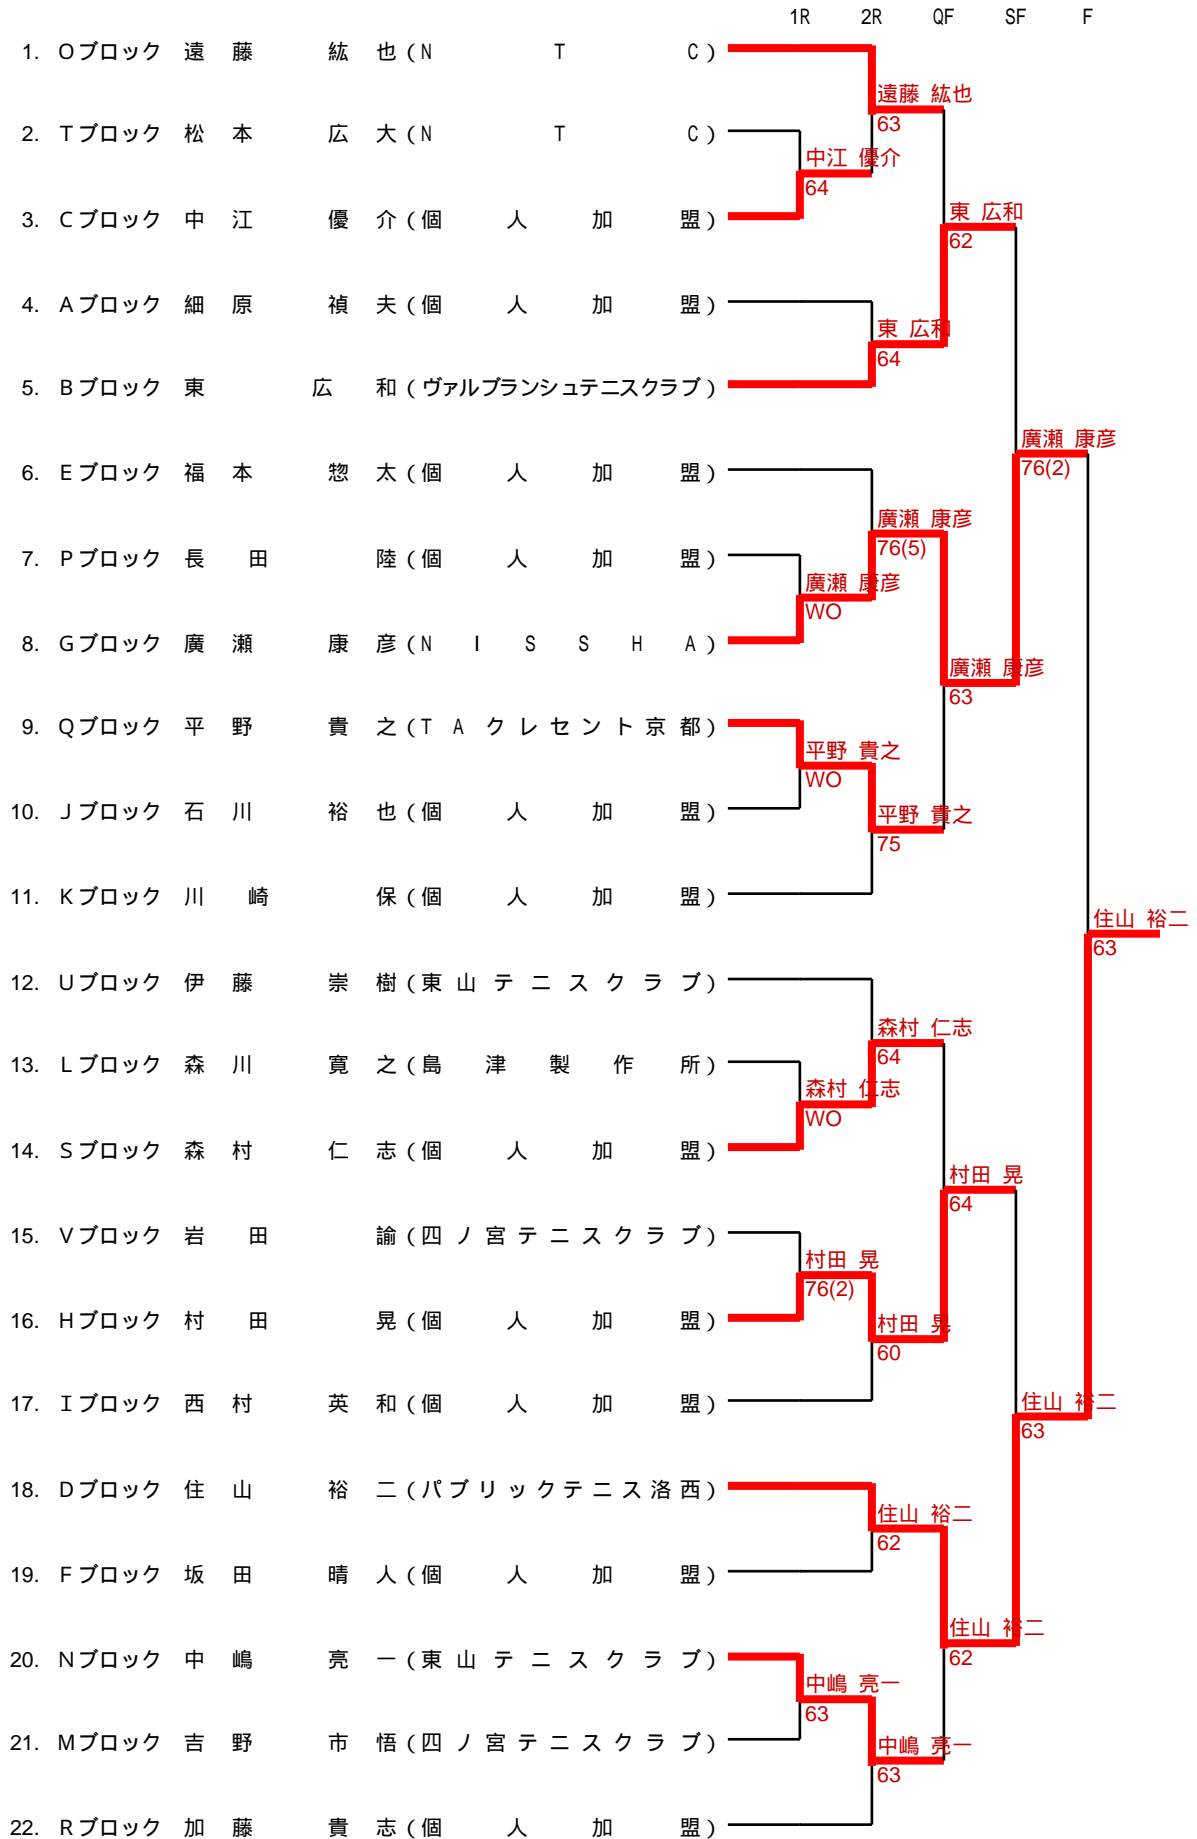 1R 2R QF SF F
1. Oブロック 遠藤 紘也 (NTC)
遠藤 紘也
63
2. Tブロック 松本 広大 (NTC)
中江 優介
64
3. Cブロック 中江 優介 (個人加盟)
東 広和
62
4. Aブロック 細原 禎夫 (個人加盟)
東 広和
64
5. Bブロック 東 広和 (ヴァルブランシュテニスクラブ)
廣瀬 康彦
76(2)
6. Eブロック 福本 惣太 (個人加盟)
廣瀬 康彦
76(5)
7. Pブロック 長田 陸 (個人加盟)
廣瀬 康彦
WO
8. Gブロック 廣瀬 康彦 (NISSHA)
廣瀬 康彦
63
9. Qブロック 平野 貴之 (TAクレセント京都)
平野 貴之
WO
10. Jブロック 石川 裕也 (個人加盟)
平野 貴之
75
11. Kブロック 川崎 保 (個人加盟)
住山 裕二
63
12. Uブロック 伊藤 崇樹 (東山テニスクラブ)
森村 仁志
64
13. Lブロック 森川 寛之 (島津製作所)
森村 仁志
WO
14. Sブロック 森村 仁志 (個人加盟)
村田 晃
64
15. Vブロック 岩田 諭 (四ノ宮テニスクラブ)
村田 晃
76(2)
16. Hブロック 村田 晃 (個人加盟)
村田 晃
60
17. Iブロック 西村 英和 (個人加盟)
住山 裕二
63
18. Dブロック 住山 裕二 (パブリックテニス洛西)
住山 裕二
62
19. Fブロック 坂田 晴人 (個人加盟)
住山 裕二
62
20. Nブロック 中嶋 亮一 (東山テニスクラブ)
中嶋 亮一
63
21. Mブロック 吉野 市悟 (四ノ宮テニスクラブ)
中嶋 亮一
63
22. Rブロック 加藤 貴志 (個人加盟)